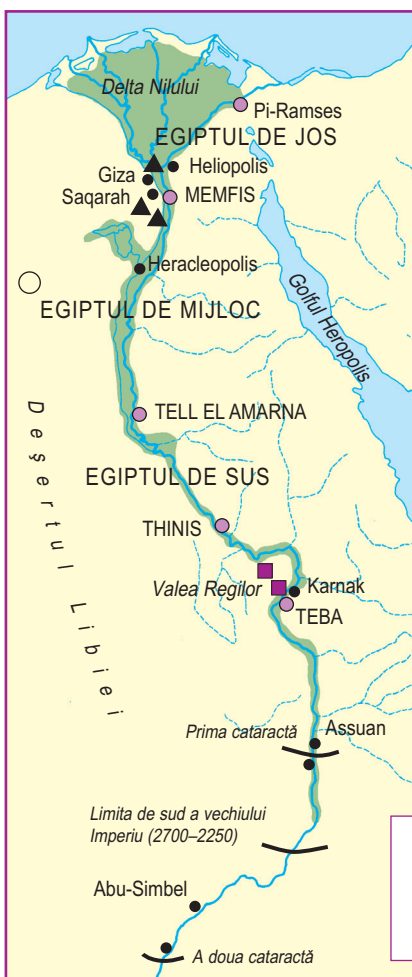 Delta Nilului
Pi-Ramses
EGIPTUL DE JOS
Giza
Heliopolis
Saqarah
MEMFIS
Heracleopolis
EGIPTUL DE MIJLOC
Golful Heropolis
TELL EL AMARNA
Deşertul Libiei
EGIPTUL DE SUS
THINIS
Valea Regilor
Karnak
TEBA
Prima cataractă
Assuan
Limita de sud a vechiului
Imperiu (2700–2250)
Abu-Simbel
A doua cataractă